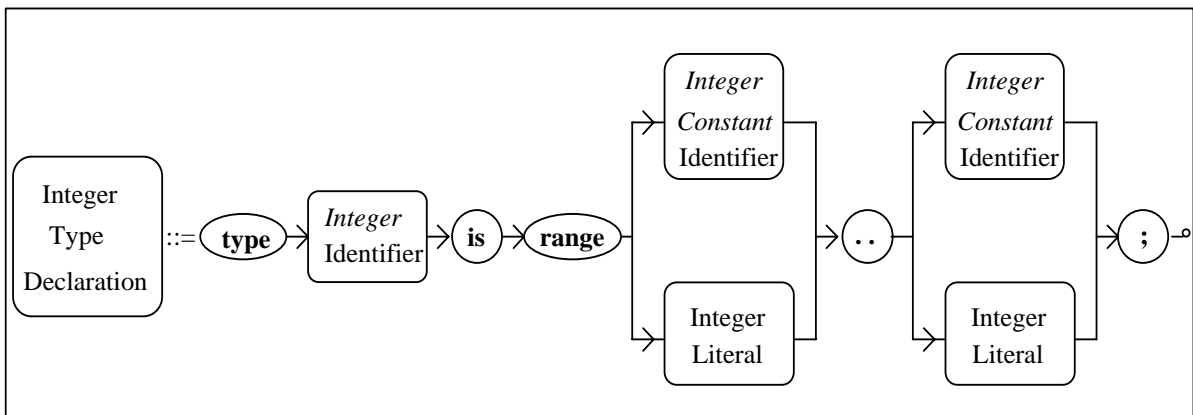 Integer
Type
Declaration
::=
type
Integer
Identifier
is
range
Integer
Constant
Identifier
Integer
Literal
..
Integer
Constant
Identifier
Integer
Literal
;